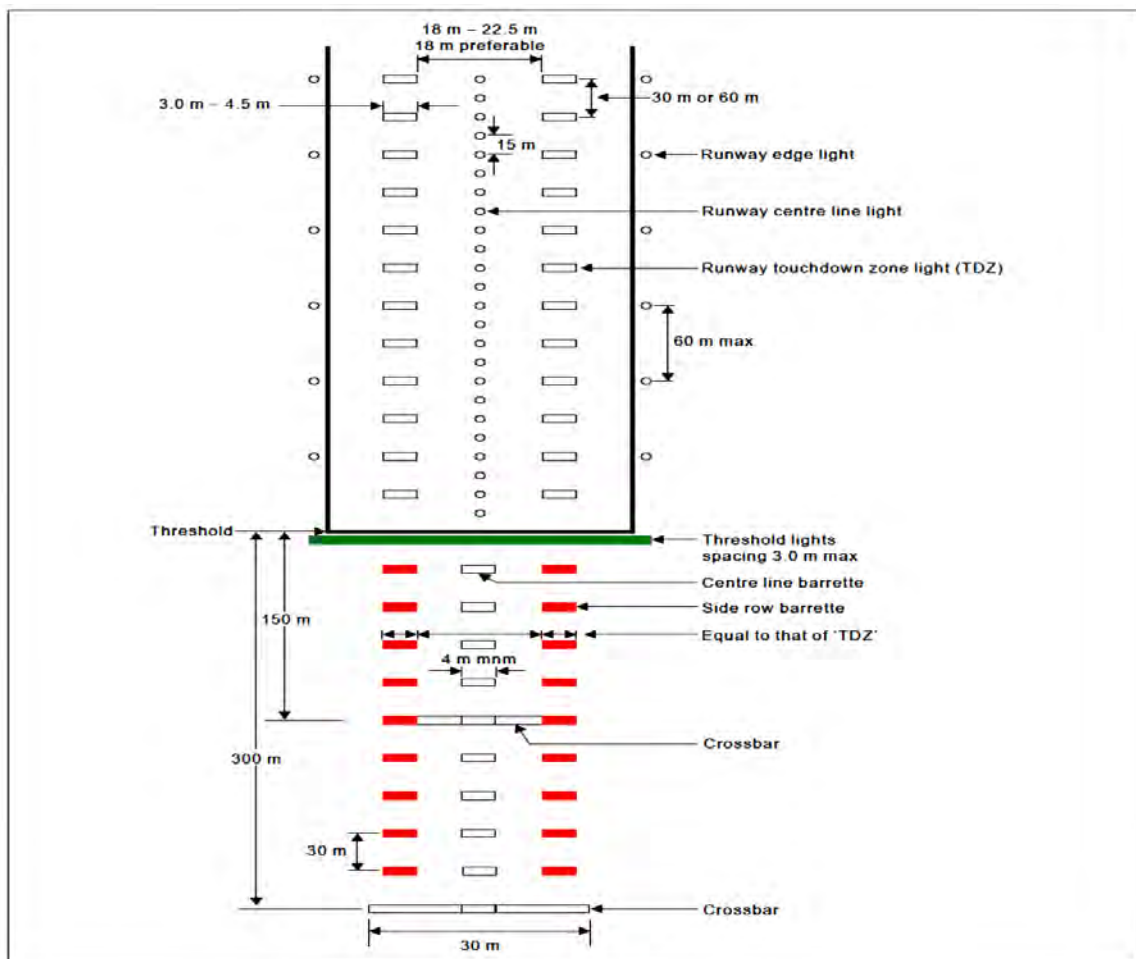 18 m – 22.5 m
18 m preferable
3.0 m – 4.5 m
30 m or 60 m
15 m
Runway edge light
Runway centre line light
Runway touchdown zone light (TDZ)
60 m max
Threshold
Threshold lights
spacing 3.0 m max
Centre line barrette
Side row barrette
150 m
Equal to that of ‘TDZ’
4 m mnm
Crossbar
300 m
30 m
Crossbar
30 m